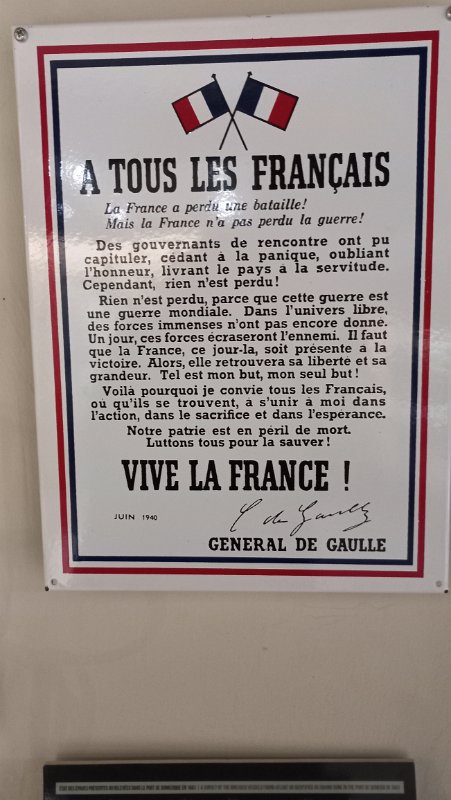 A TOUS LES FRANÇAIS
La France a perdu une bataille!
Mais la France n'a pas perdu la guerre!
Des gouvernants de rencontre ont pu
capituler, cédant à la panique, oubliant
l'honneur, livrant le pays à la servitude.
Cependant, rien n'est perdu!
Rien n'est perdu, parce que cette guerre est
une guerre mondiale. Dans l'univers libre,
des forces immenses n'ont pas encore donne.
Un jour, ces forces écraseront l'ennemi. Il faut
que la France, ce jour-la, soit présente a la
victoire. Alors, elle retrouvera sa liberté et sa
grandeur. Tel est mon but, mon seul but!
Voilà pourquoi je convie tous les Francais,
où qu'ils se trouvent, a s'unir à moi dans
l'action, dans le sacrifice et dans l'espérance.
Notre patrie est en péril de mort.
Luttons tous pour la sauver!
VIVE LA FRANCE !
JUIN 1940
C de Gaulle
GENERAL DE GAULLE